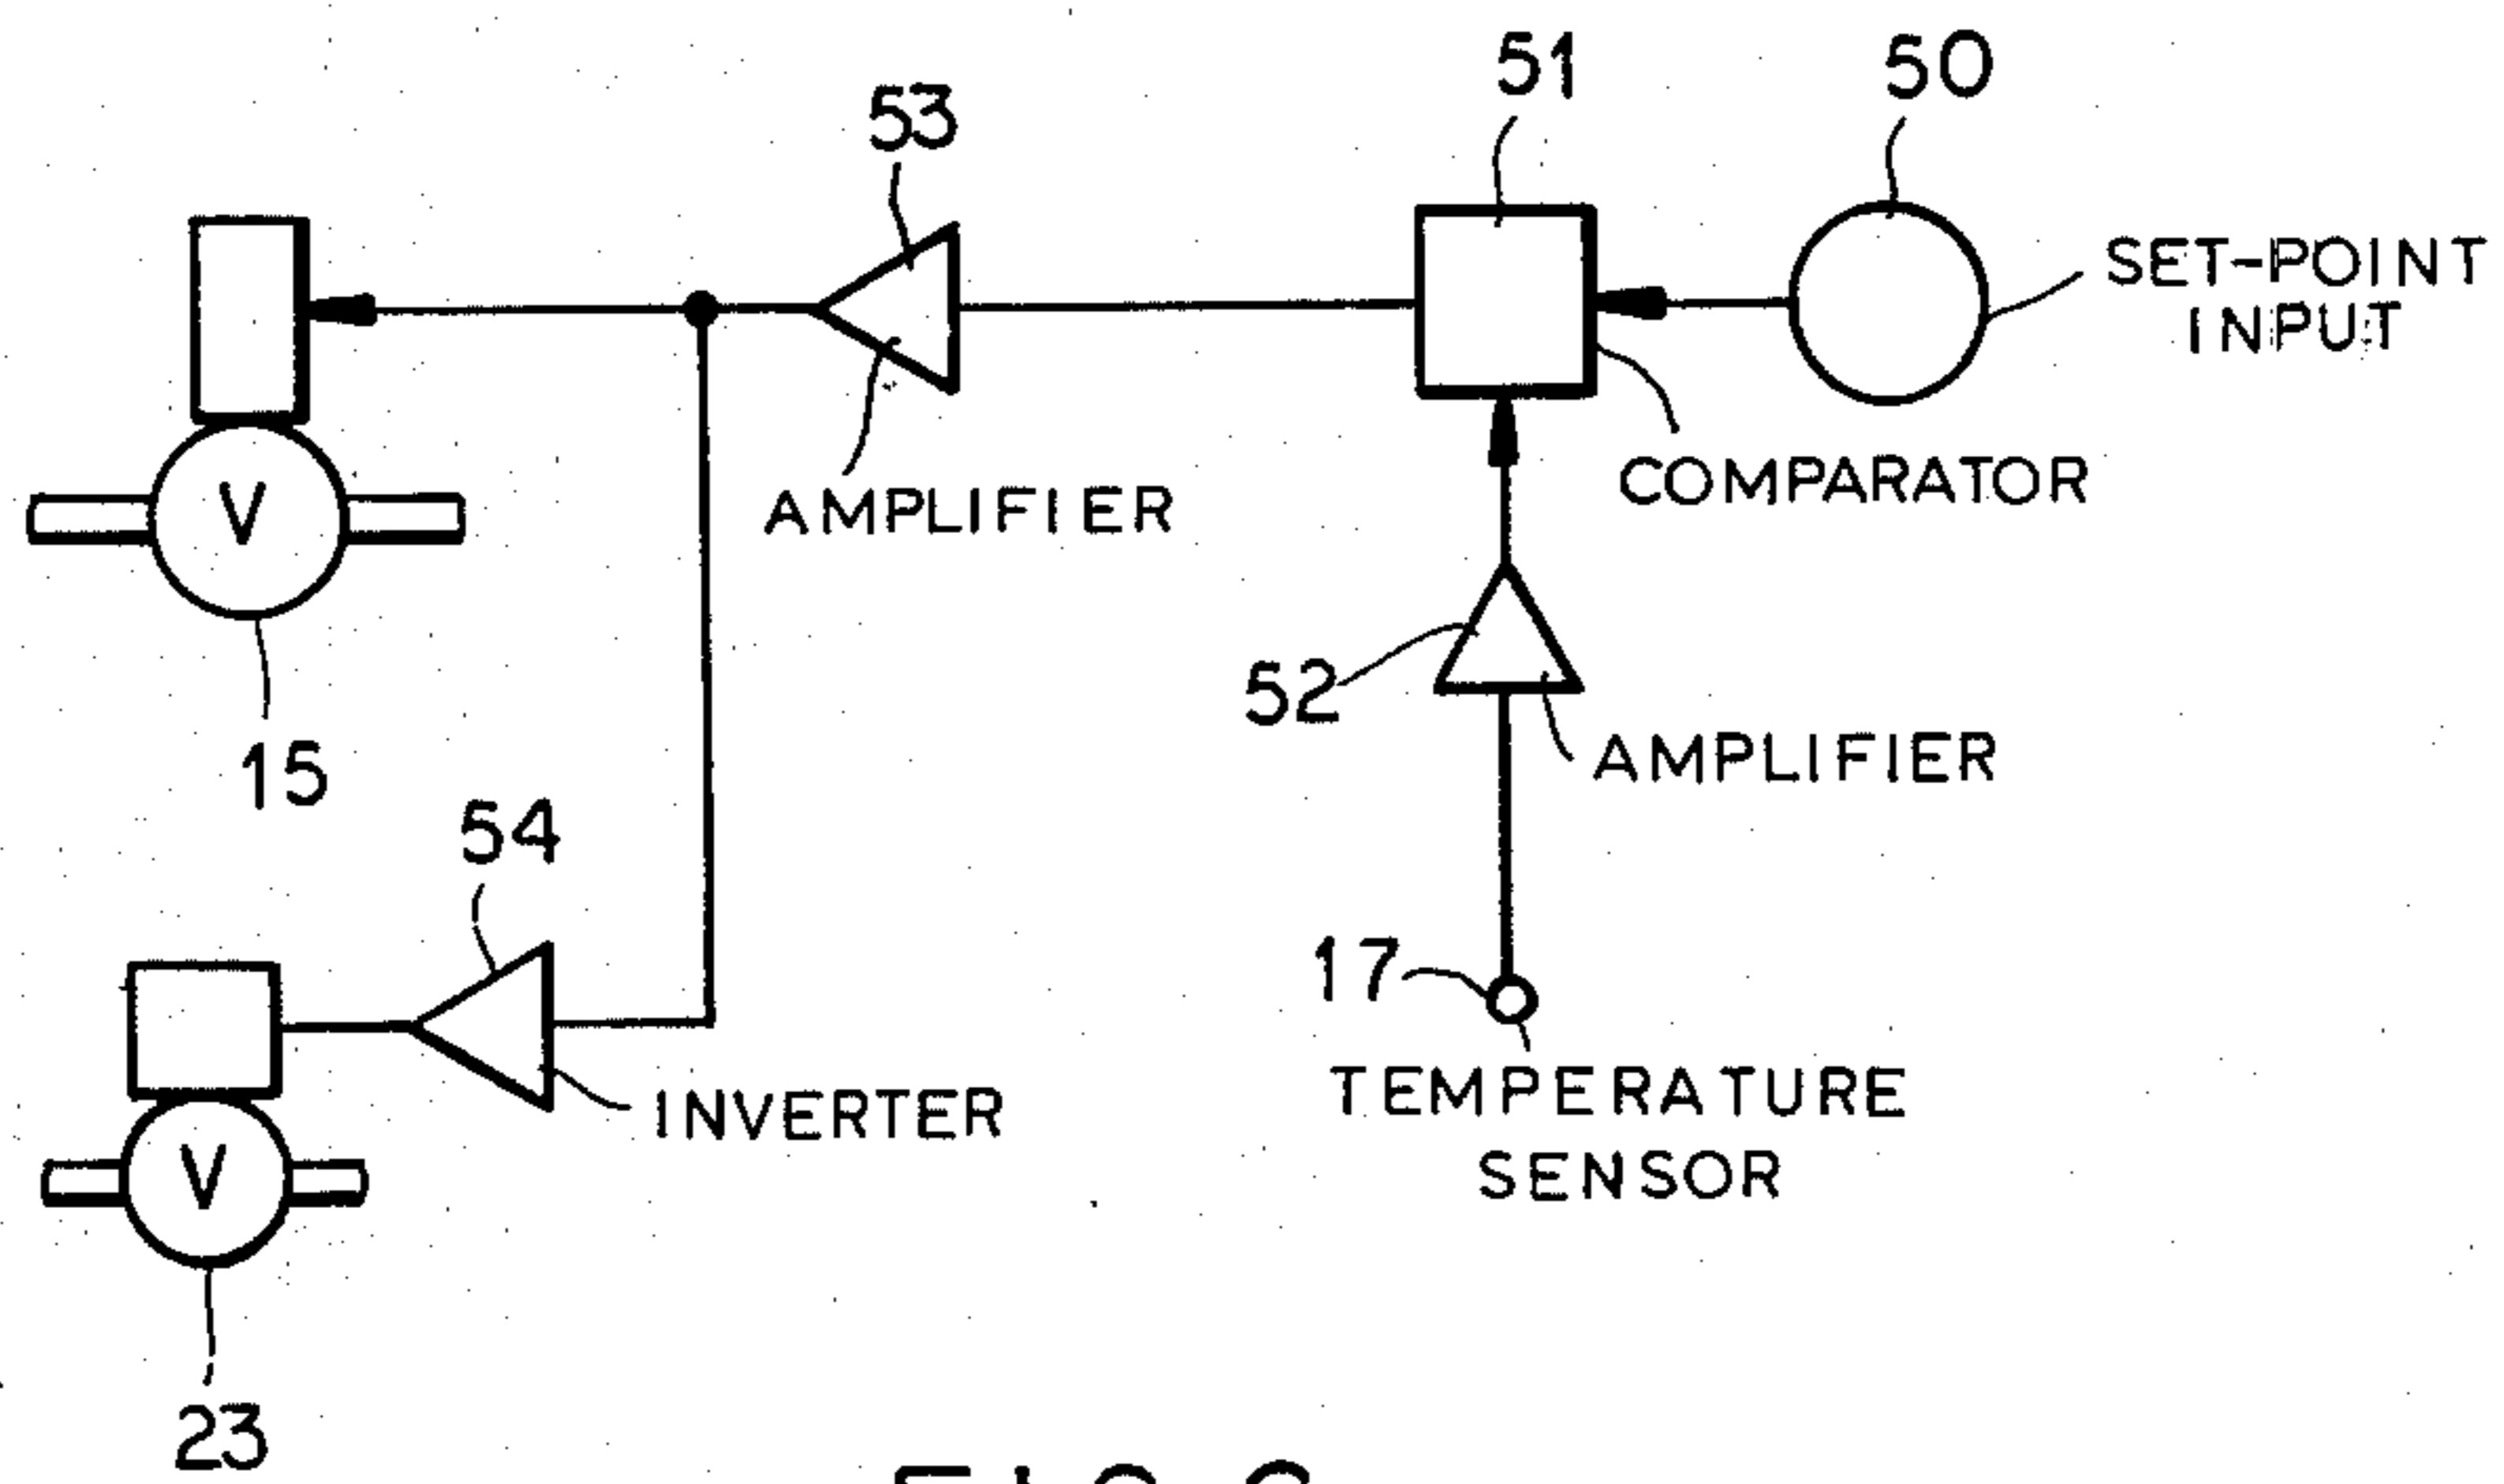 51
50
53
SET-POINT
INPUT
AMPLIFIER
COMPARATOR
V
52
15
AMPLIFIER
54
17
TEMPERATURE
SENSOR
INVERTER
V
23